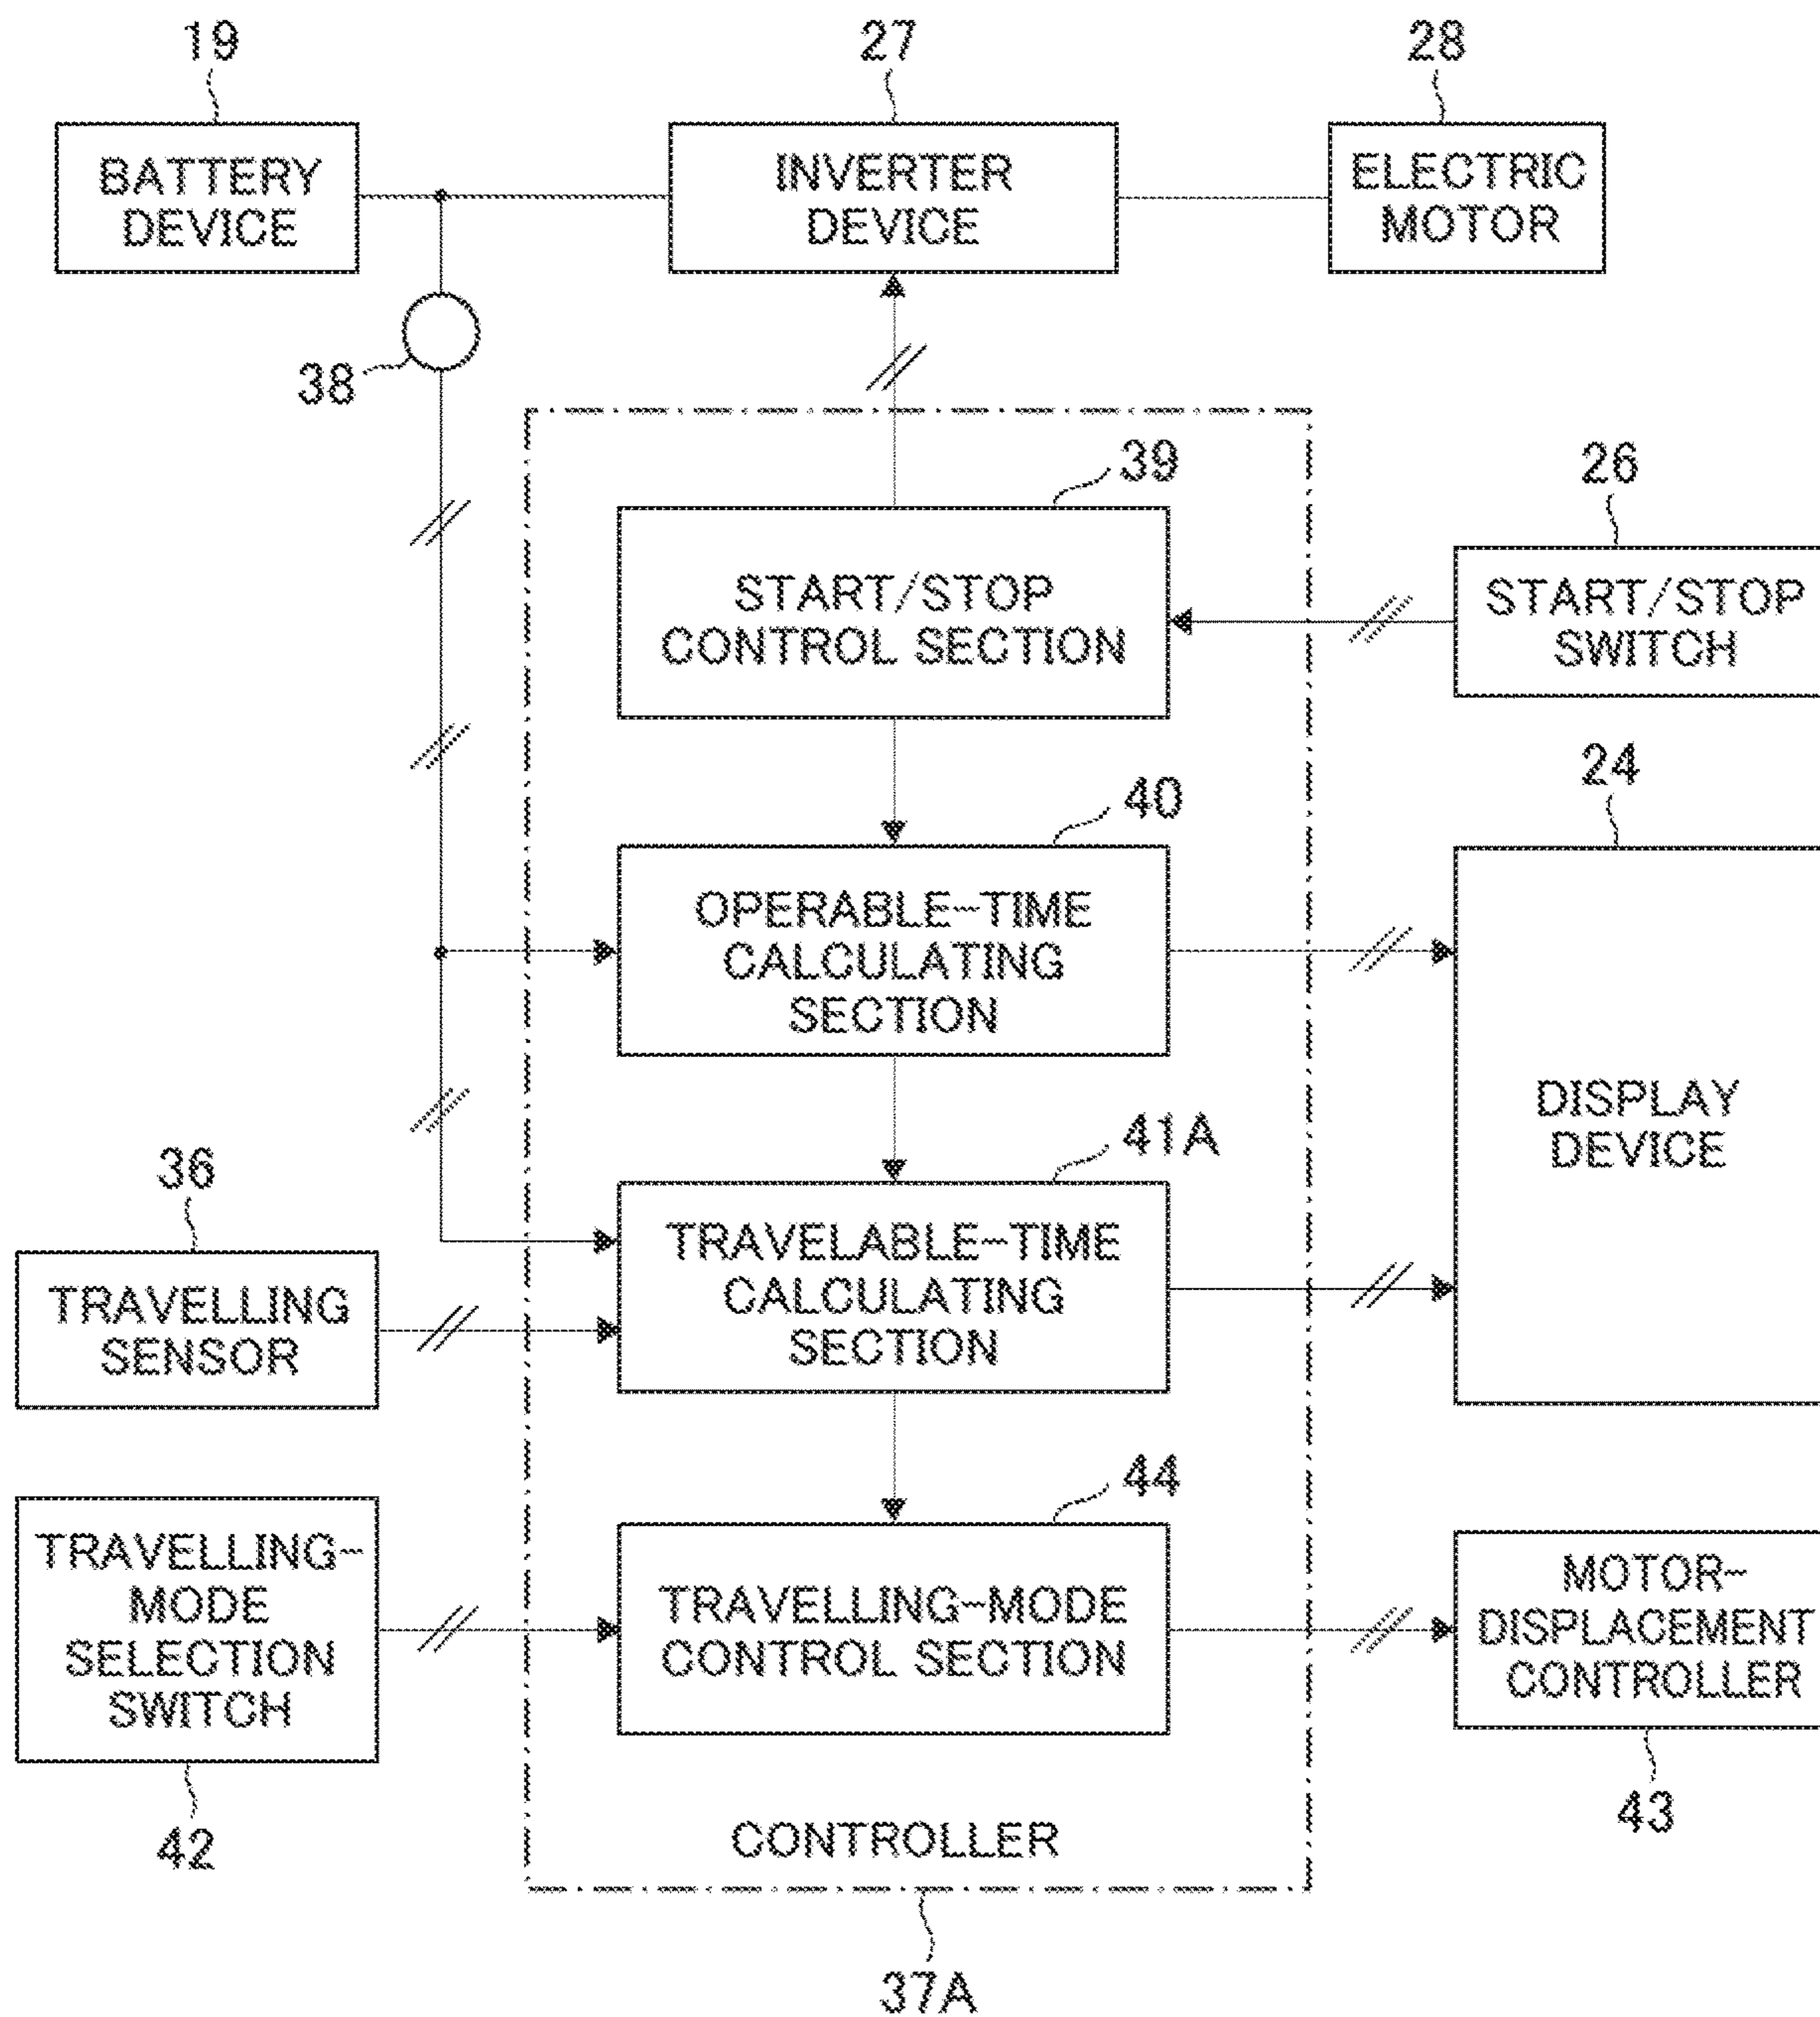 19
27
28
BATTERY
DEVICE
INVERTER
DEVICE
ELECTRIC
MOTOR
38
39
26
START/STOP
CONTROL SECTION
START/STOP
SWITCH
40
24
OPERABLE-TIME
CALCULATING
SECTION
DISPLAY
DEVICE
36
41A
TRAVELLING
SENSOR
TRAVELABLE-TIME
CALCULATING
SECTION
44
TRAVELLING-
MODE
SELECTION
SWITCH
TRAVELLING-MODE
CONTROL SECTION
MOTOR-
DISPLACEMENT
CONTROLLER
42
43
CONTROLLER
37A